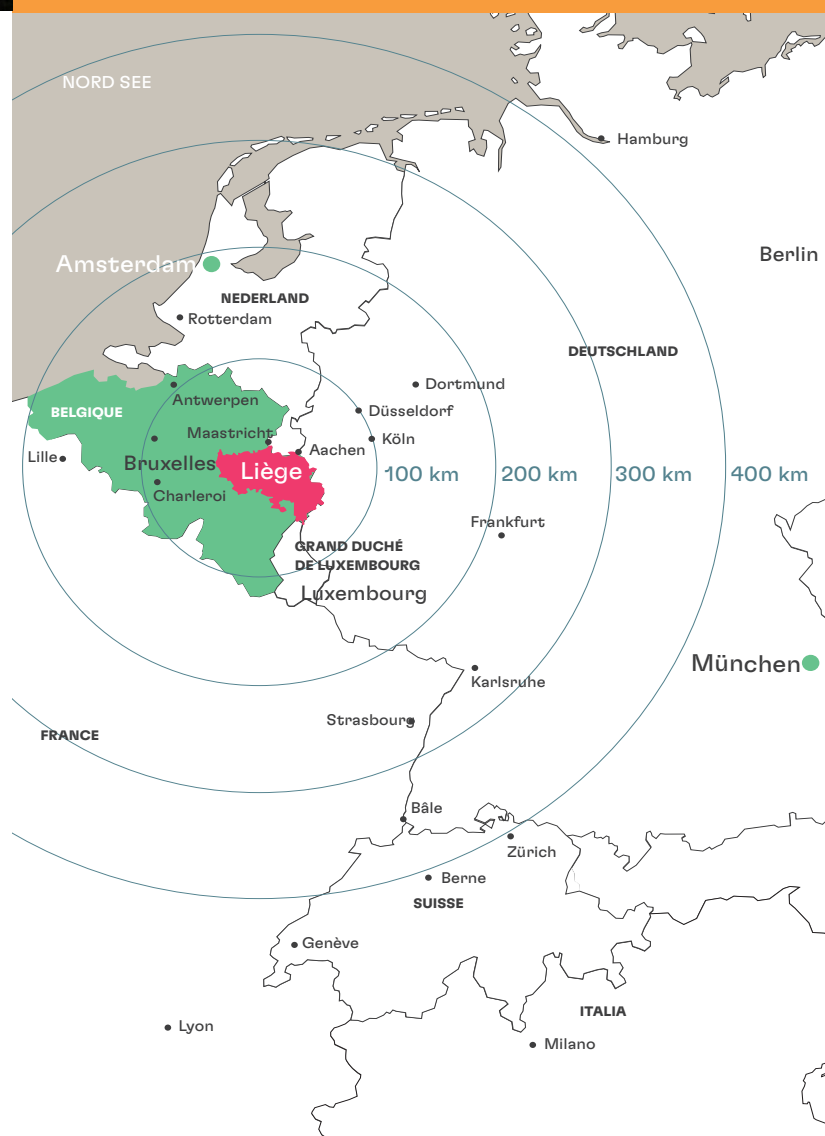 NORD SEE
Hamburg
Berlin
Amsterdam
NEDERLAND
Rotterdam
DEUTSCHLAND
Dortmund
Antwerpen
Düsseldorf
BELGIQUE
Maastricht
Köln
Aachen
Lille
Bruxelles
Liège
100 km
200 km
300 km
400 km
Charleroi
Frankfurt
GRAND DUCHÉ
DE LUXEMBOURG
Luxembourg
München
Karlsruhe
Strasbourg
FRANCE
Bâle
Zürich
Berne
SUISSE
Genève
ITALIA
Lyon
Milano